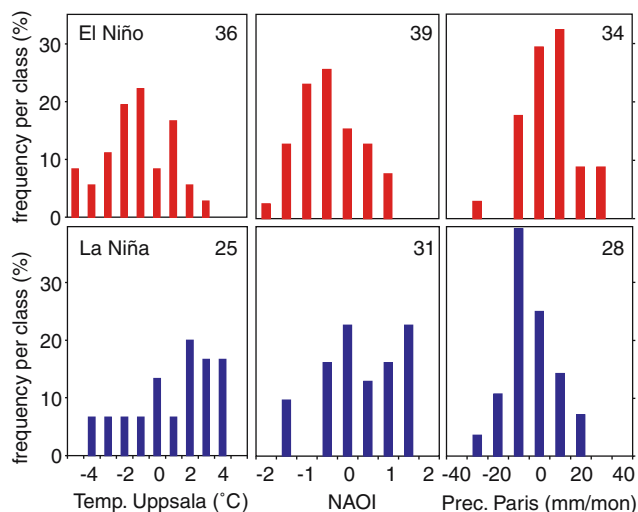 El Niño 36 39 34
frequency per class (%)
30
20
10
0
La Niña 25 31 28
frequency per class (%)
30
20
10
0
-4 -2 0 2 4 -2 -1 0 1 2 -40 -20 0 20 40
Temp. Uppsala (˚C) NAOI Prec. Paris (mm/mon)